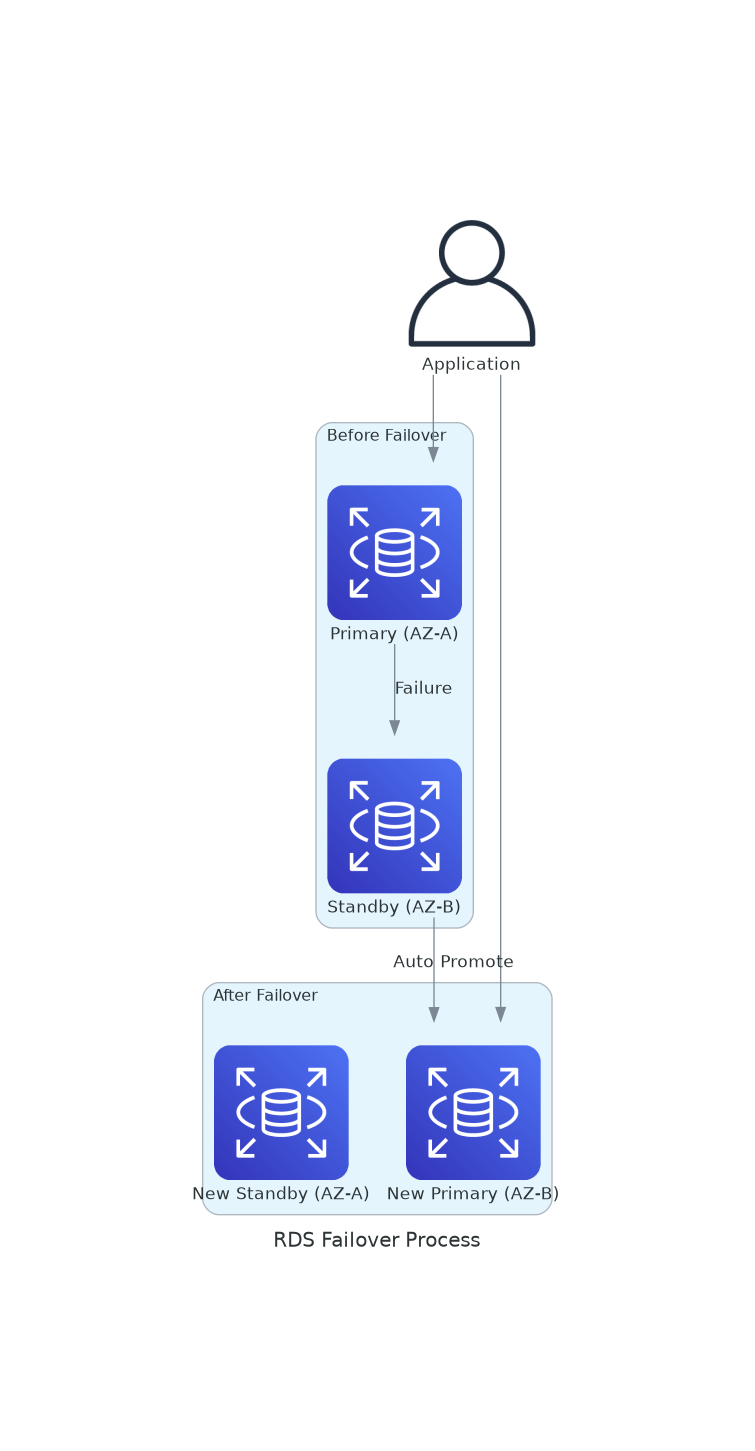 Application
Before Failover
Primary (AZ-A)
Failure
Standby (AZ-B)
Auto Promote
After Failover
New Standby (AZ-A)
New Primary (AZ-B)
RDS Failover Process